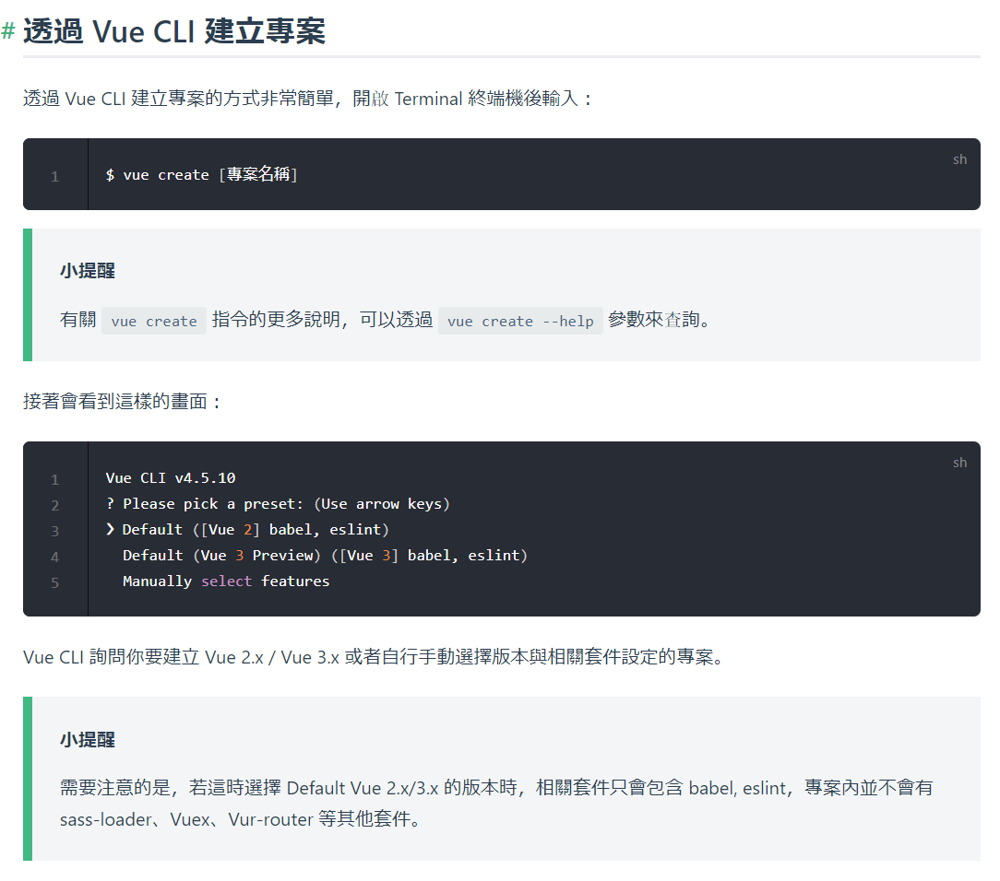 # 透過 Vue CLI 建立專案
透過 Vue CLI 建立專案的方式非常簡單，開啟 Terminal 終端機後輸入：
sh
1 $ vue create [專案名稱]
小提醒
有關 vue create 指令的更多說明，可以透過 vue create --help 參數來查詢。
接著會看到這樣的畫面：
sh
1 Vue CLI v4.5.10
2 ? Please pick a preset: (Use arrow keys)
3 ❯ Default ([Vue 2] babel, eslint)
4 Default (Vue 3 Preview) ([Vue 3] babel, eslint)
5 Manually select features
Vue CLI 詢問你要建立 Vue 2.x / Vue 3.x 或者自行手動選擇版本與相關套件設定的專案。
小提醒
需要注意的是，若這時選擇 Default Vue 2.x/3.x 的版本時，相關套件只會包含 babel, eslint，專案內並不會有
sass-loader、Vuex、Vur-router 等其他套件。